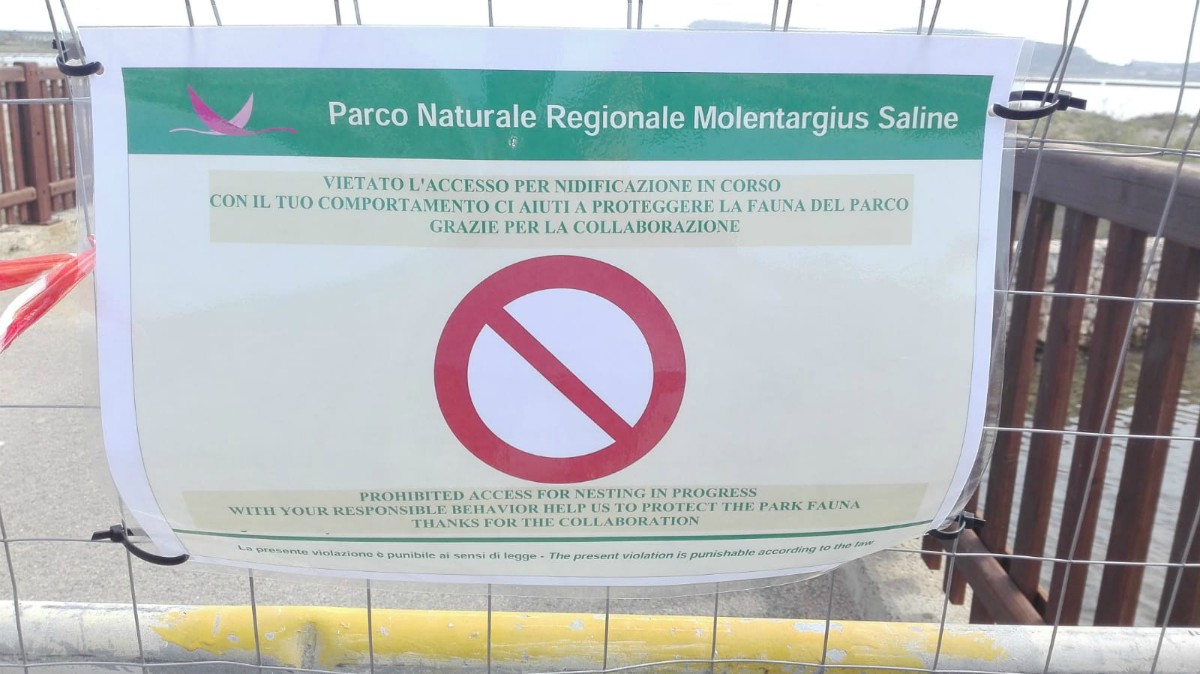 Parco Naturale Regionale Molentargius Saline
VIETATO L'ACCESSO PER NIDIFICAZIONE IN CORSO
CON IL TUO COMPORTAMENTO CI AIUTI A PROTEGGERE LA FAUNA DEL PARCO
GRAZIE PER LA COLLABORAZIONE
PROHIBITED ACCESS FOR NESTING IN PROGRESS
WITH YOUR RESPONSIBLE BEHAVIOR HELP US TO PROTECT THE PARK FAUNA
THANKS FOR THE COLLABORATION
La presente violazione è punibile ai sensi di legge - The present violation is punishable according to the law